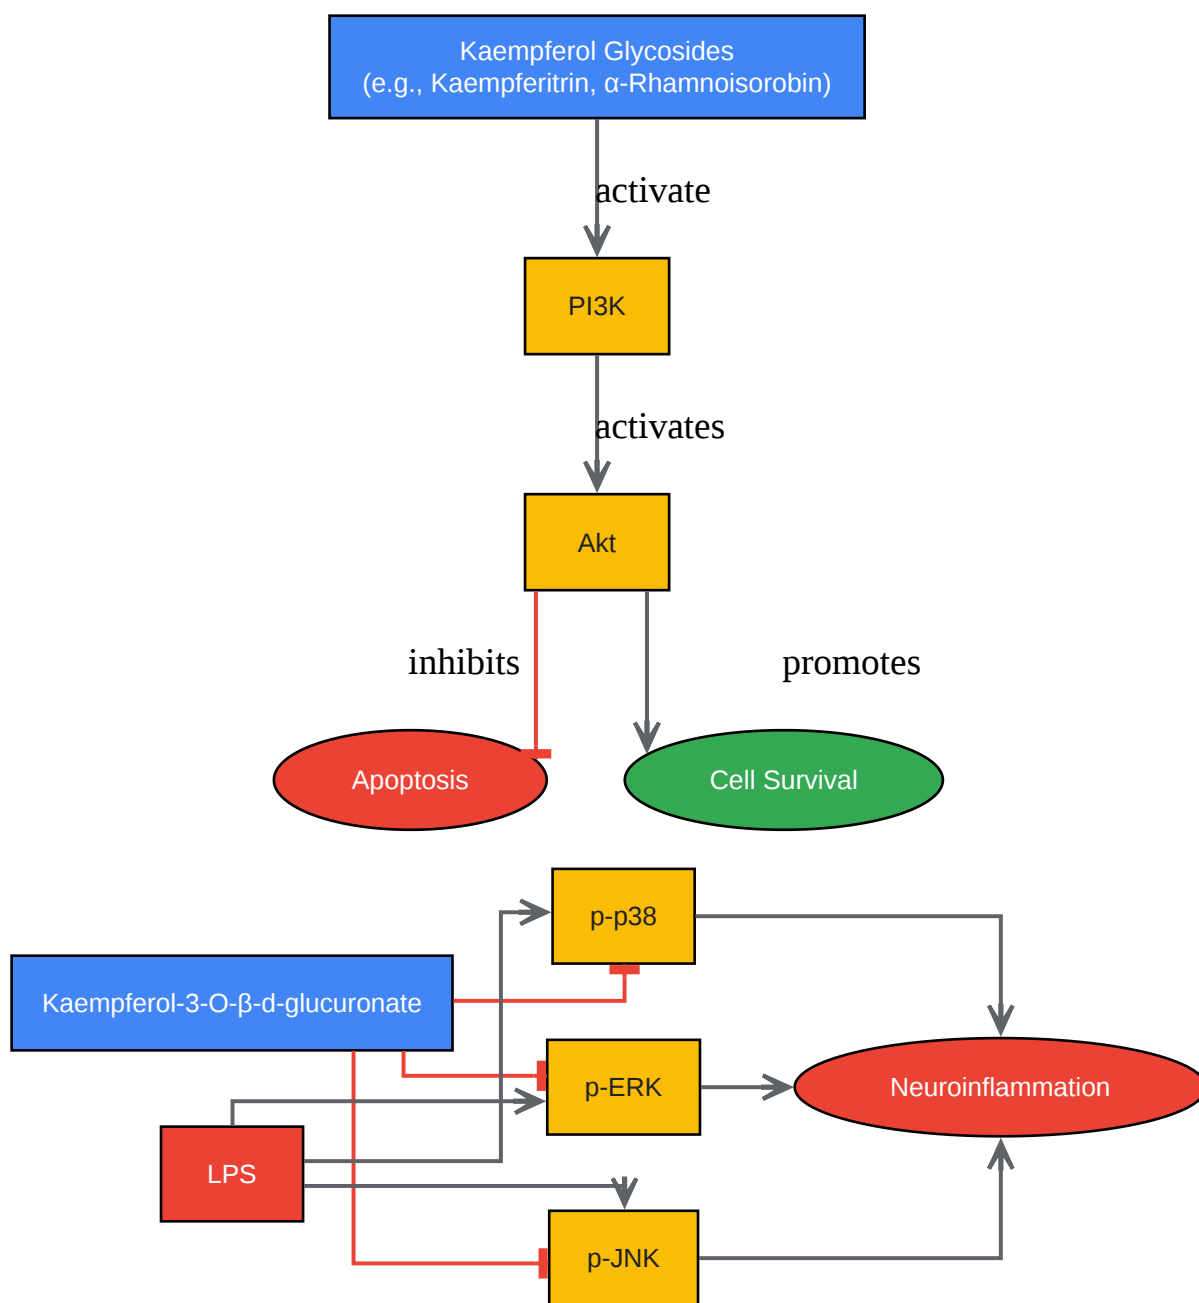 Kaempferol Glycosides
(e.g., Kaempferitrin, α-Rhamnoisorobin)
activate
PI3K
activates
Akt
inhibits
promotes
Apoptosis
Cell Survival
p-p38
Kaempferol-3-O-β-d-glucuronate
p-ERK
Neuroinflammation
LPS
p-JNK